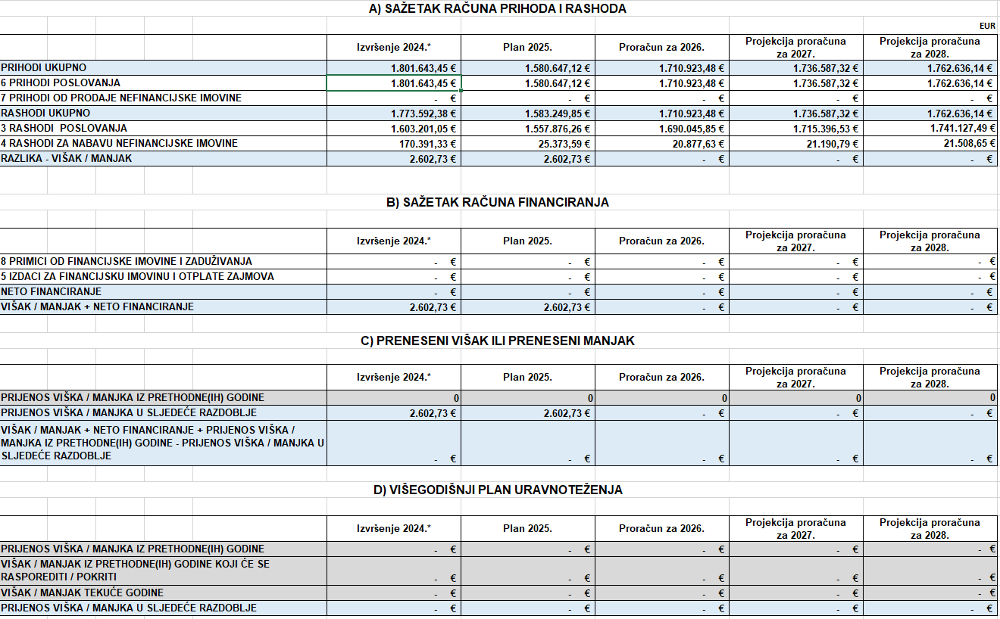 A) SAŽETAK RAČUNA PRIHODA I RASHODA
EUR
Izvršenje 2024.* Plan 2025. Proračun za 2026. Projekcija proračuna za 2027. Projekcija proračuna za 2028.
PRIHODI UKUPNO 1.801.643,45 € 1.580.647,12 € 1.710.923,48 € 1.736.587,32 € 1.762.636,14 €
6 PRIHODI POSLOVANJA 1.801.643,45 € 1.580.647,12 € 1.710.923,48 € 1.736.587,32 € 1.762.636,14 €
7 PRIHODI OD PRODAJE NEFINANCIJSKE IMOVINE - € - € - € - € - €
RASHODI UKUPNO 1.773.592,38 € 1.583.249,85 € 1.710.923,48 € 1.736.587,32 € 1.762.636,14 €
3 RASHODI POSLOVANJA 1.603.201,05 € 1.557.876,26 € 1.690.045,85 € 1.715.396,53 € 1.741.127,49 €
4 RASHODI ZA NABAVU NEFINANCIJSKE IMOVINE 170.391,33 € 25.373,59 € 20.877,63 € 21.190,79 € 21.508,65 €
RAZLIKA - VIŠAK / MANJAK 2.602,73 € 2.602,73 € - € - € - €
B) SAŽETAK RAČUNA FINANCIRANJA
Izvršenje 2024.* Plan 2025. Proračun za 2026. Projekcija proračuna za 2027. Projekcija proračuna za 2028.
8 PRIMICI OD FINANCIJSKE IMOVINE I ZADUŽIVANJA - € - € - € - € - €
5 IZDACI ZA FINANCIJSKU IMOVINU I OTPLATE ZAJMOVA - € - € - € - € - €
NETO FINANCIRANJE - € - € - € - € - €
VIŠAK / MANJAK + NETO FINANCIRANJE 2.602,73 € 2.602,73 € - € - € - €
C) PRENESENI VIŠAK ILI PRENESENI MANJAK
Izvršenje 2024.* Plan 2025. Proračun za 2026. Projekcija proračuna za 2027. Projekcija proračuna za 2028.
PRIJENOS VIŠKA / MANJKA IZ PRETHODNE(IH) GODINE 0 0 0 0 0
PRIJENOS VIŠKA / MANJKA U SLJEDEĆE RAZDOBLJE 2.602,73 € 2.602,73 € - € - € - €
VIŠAK / MANJAK + NETO FINANCIRANJE + PRIJENOS VIŠKA /
MANJKA IZ PRETHODNE(IH) GODINE - PRIJENOS VIŠKA / MANJKA U
SLJEDEĆE RAZDOBLJE - € - € - € - € - €
D) VIŠEGODIŠNJI PLAN URAVNOTEŽENJA
Izvršenje 2024.* Plan 2025. Proračun za 2026. Projekcija proračuna za 2027. Projekcija proračuna za 2028.
PRIJENOS VIŠKA / MANJKA IZ PRETHODNE(IH) GODINE - € - € - € - € - €
VIŠAK / MANJAK IZ PRETHODNE(IH) GODINE KOJI ĆE SE
RASPOREDITI / POKRITI - € - € - € - € - €
VIŠAK / MANJAK TEKUĆE GODINE - € - € - € - € - €
PRIJENOS VIŠKA / MANJKA U SLJEDEĆE RAZDOBLJE - € - € - € - € - €